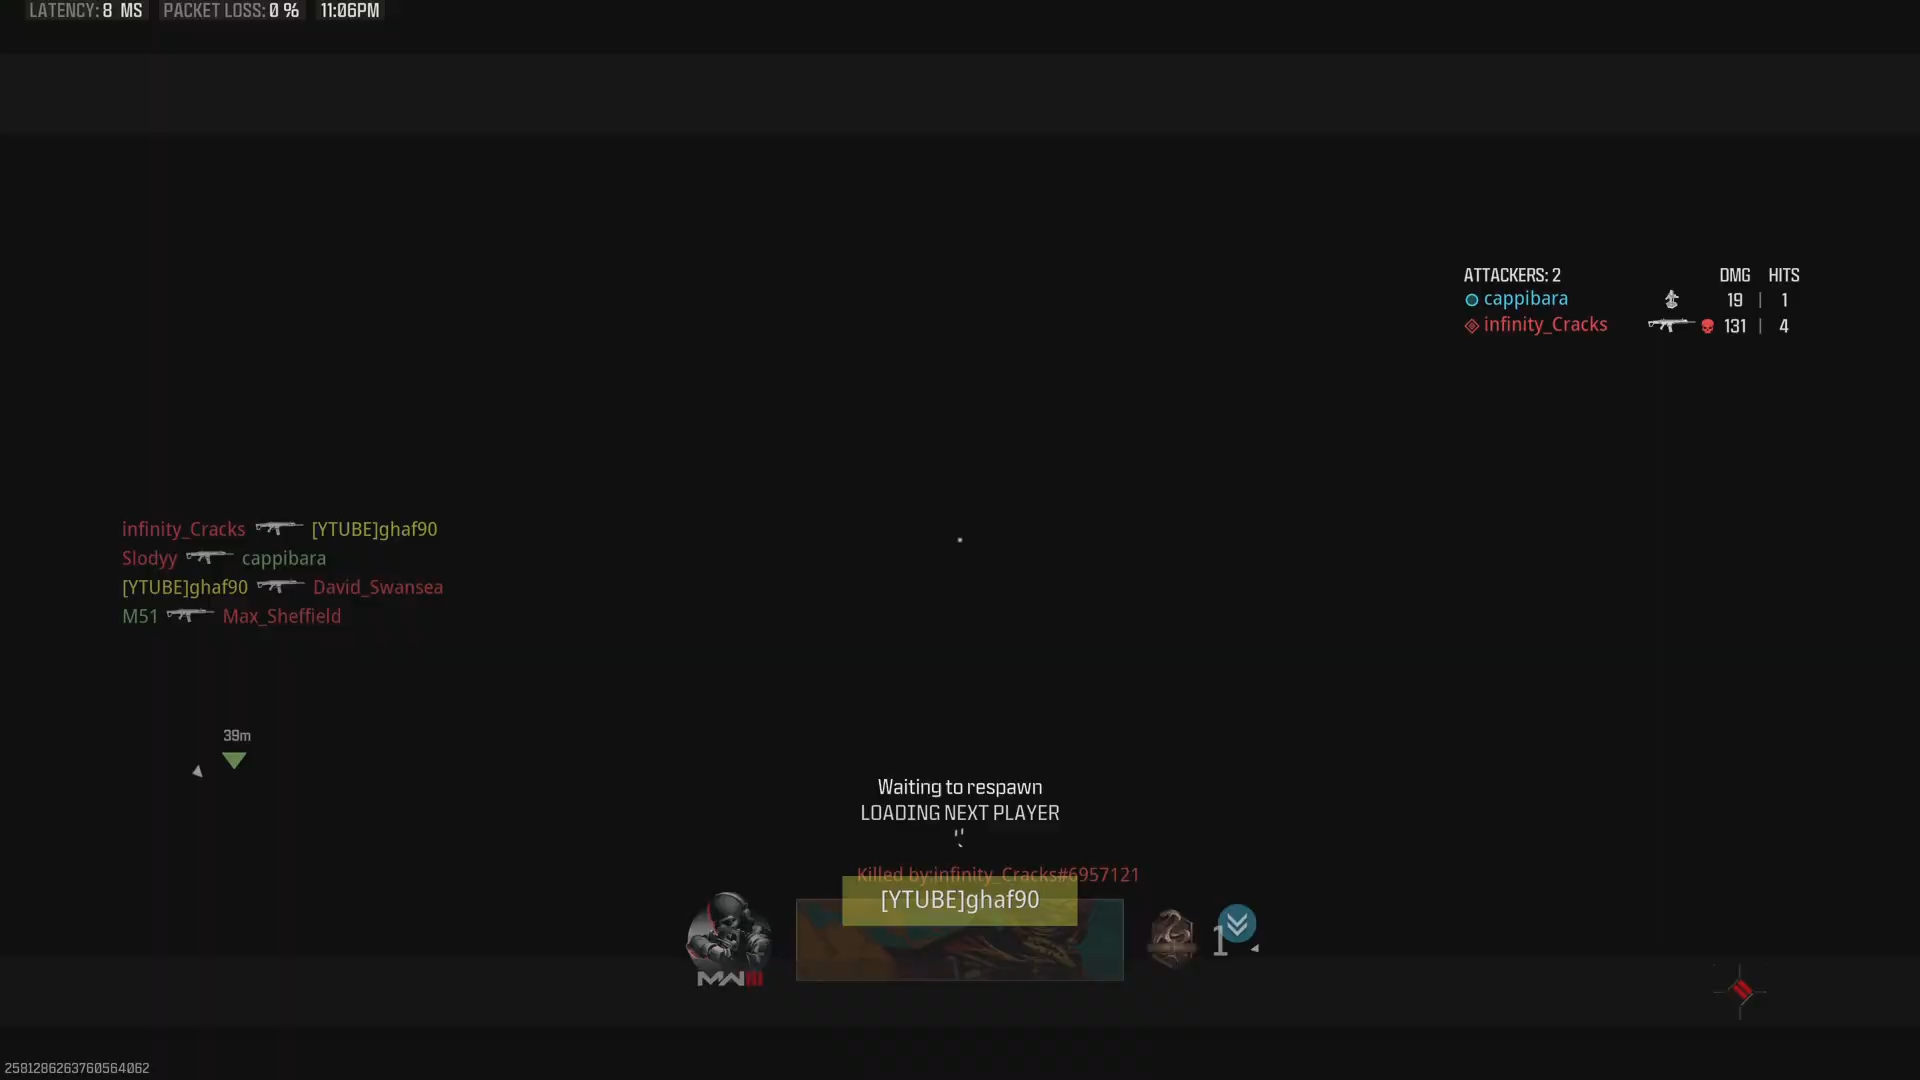 LATENCY: 8 MS PACKET LOSS: 0 % 11:06PM
ATTACKERS: 2 DMG HITS
cappibara 19 | 1
infinity_Cracks 131 | 4
infinity_Cracks [YTUBE]ghaf90
Slodyy cappibara
[YTUBE]ghaf90 David_Swansea
M51 Max_Sheffield
39m
Waiting to respawn
LOADING NEXT PLAYER
Killed by:infinity_Cracks#6957121
[YTUBE]ghaf90
1
MWIII
2581286263760564062